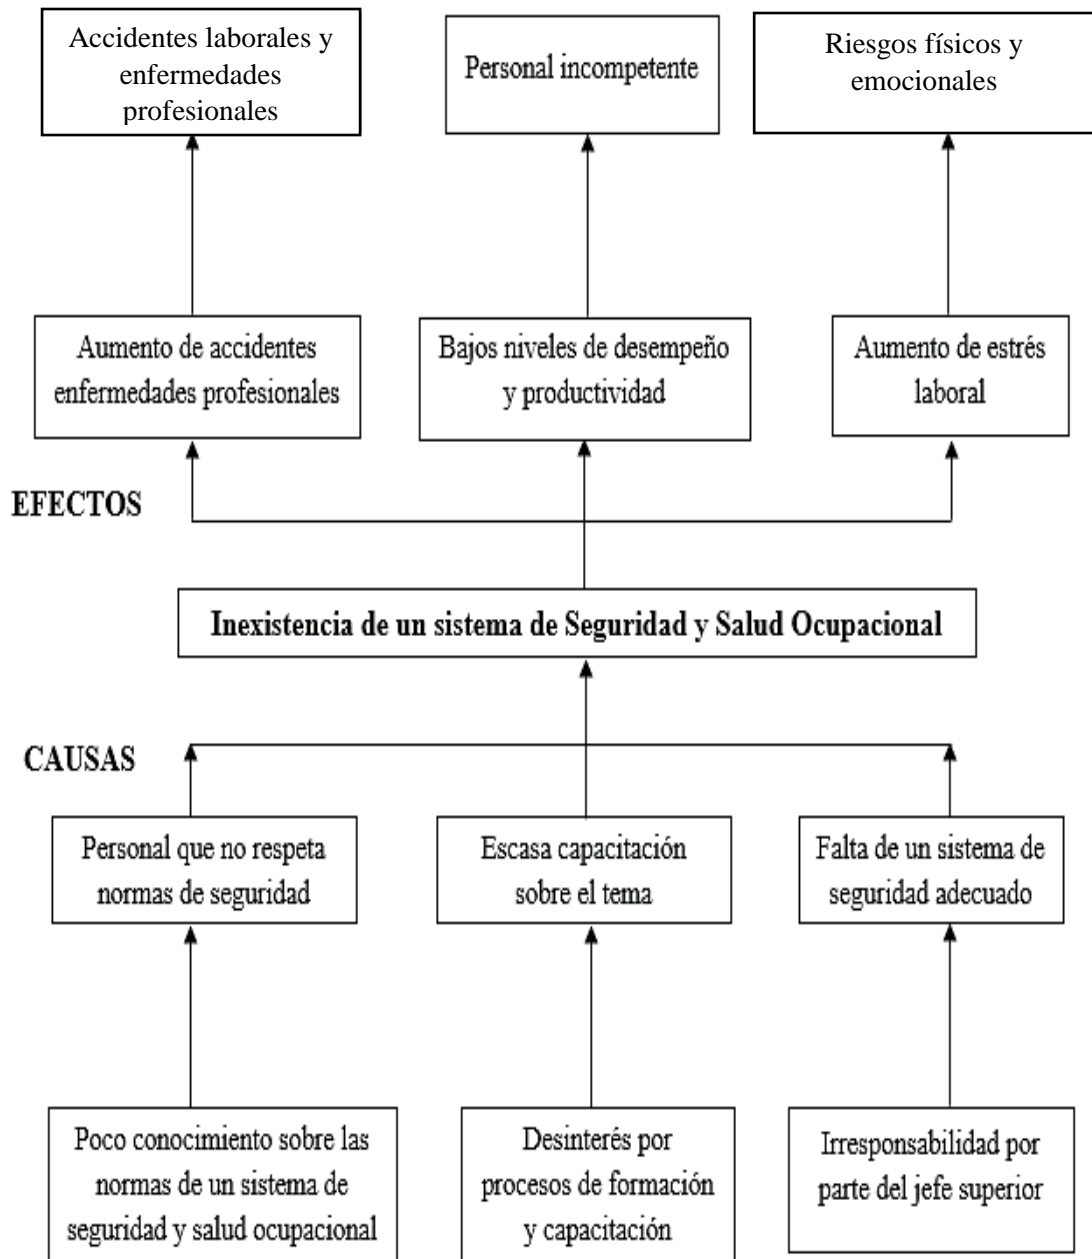 Accidentes laborales y
enfermedades
profesionales
Personal incompetente
Riesgos físicos y
emocionales
Aumento de accidentes
enfermedades profesionales
Bajos niveles de desempeño
y productividad
Aumento de estrés
laboral
EFECTOS
Inexistencia de un sistema de Seguridad y Salud Ocupacional
CAUSAS
Personal que no respeta
normas de seguridad
Escasa capacitación
sobre el tema
Falta de un sistema de
seguridad adecuado
Poco conocimiento sobre las
normas de un sistema de
seguridad y salud ocupacional
Desinterés por
procesos de formación
y capacitación
Irresponsabilidad por
parte del jefe superior